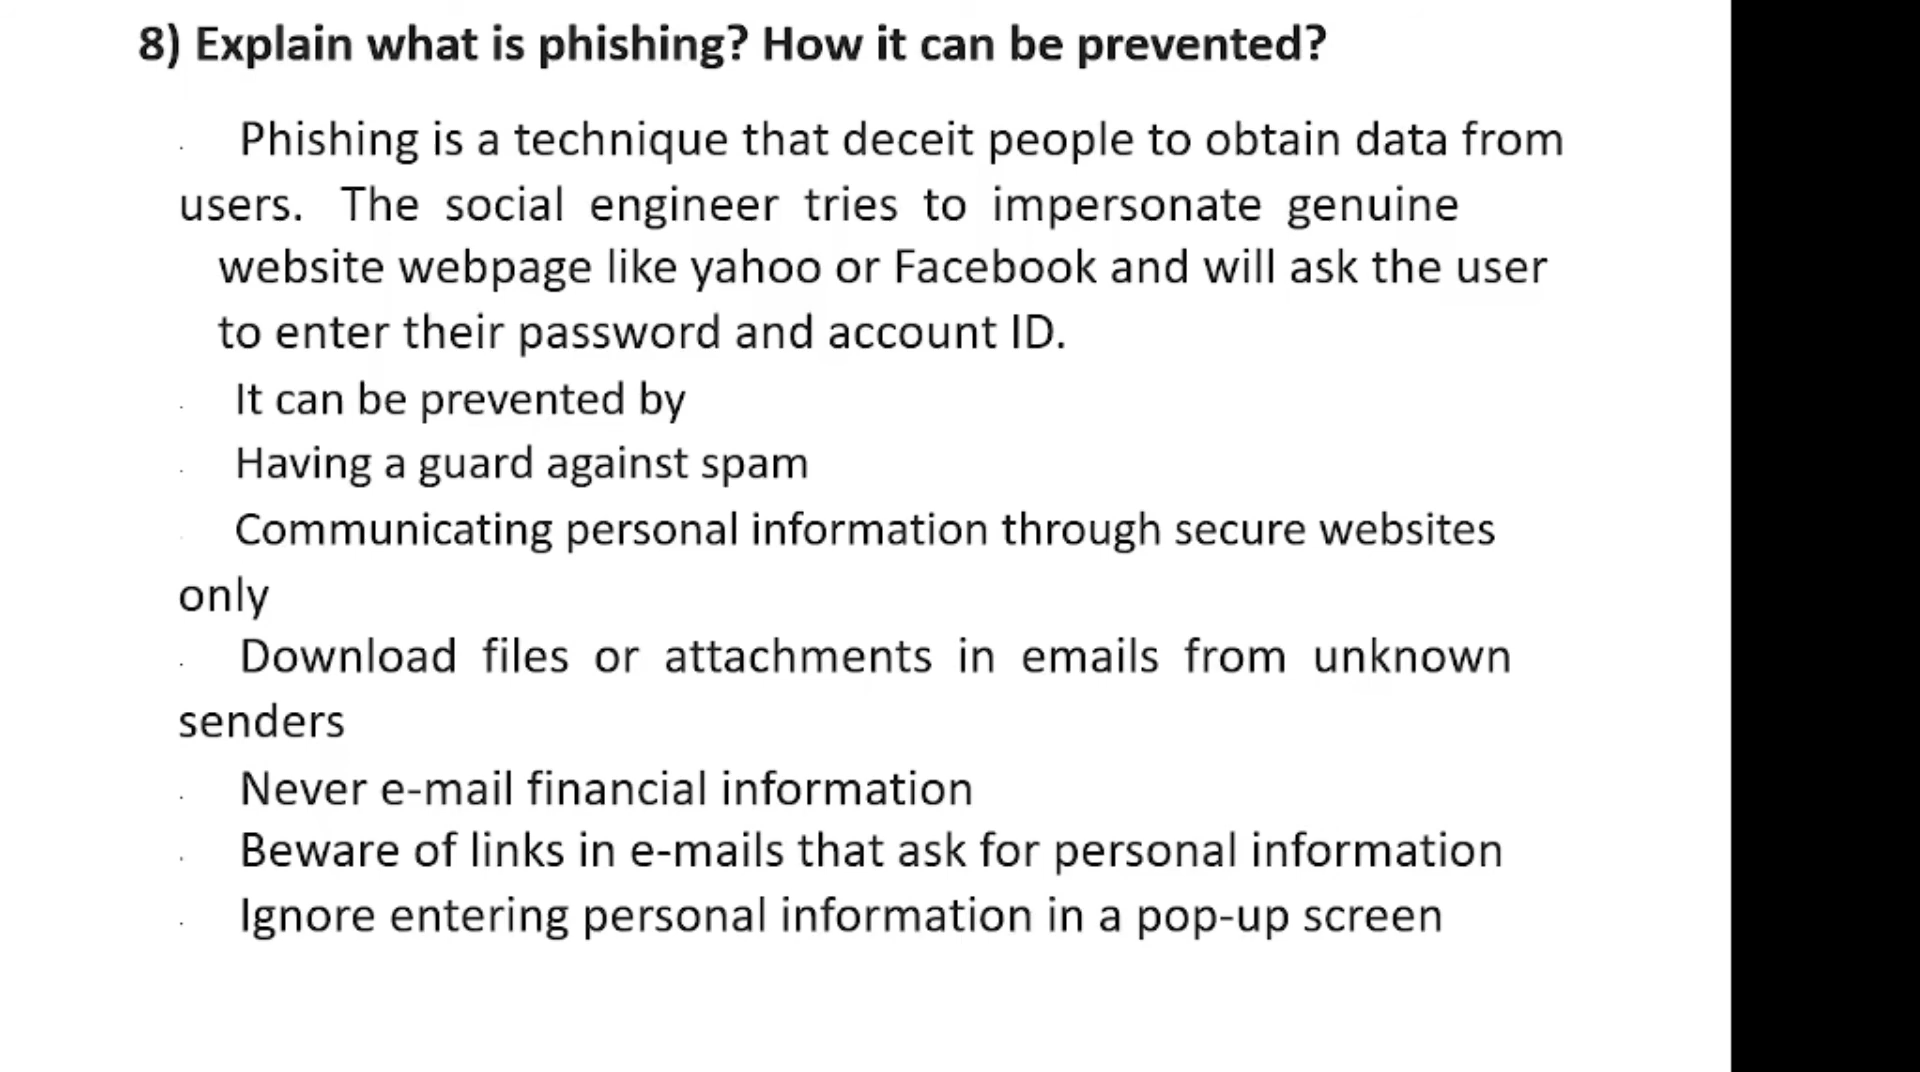 8) Explain what is phishing? How it can be prevented?
Phishing is a technique that deceit people to obtain data from
users. The social engineer tries to impersonate genuine
website webpage like yahoo or Facebook and will ask the user
to enter their password and account ID.
It can be prevented by
Having a guard against spam
Communicating personal information through secure websites
only
Download files or attachments in emails from unknown
senders
Never e-mail financial information
Beware of links in e-mails that ask for personal information
Ignore entering personal information in a pop-up screen